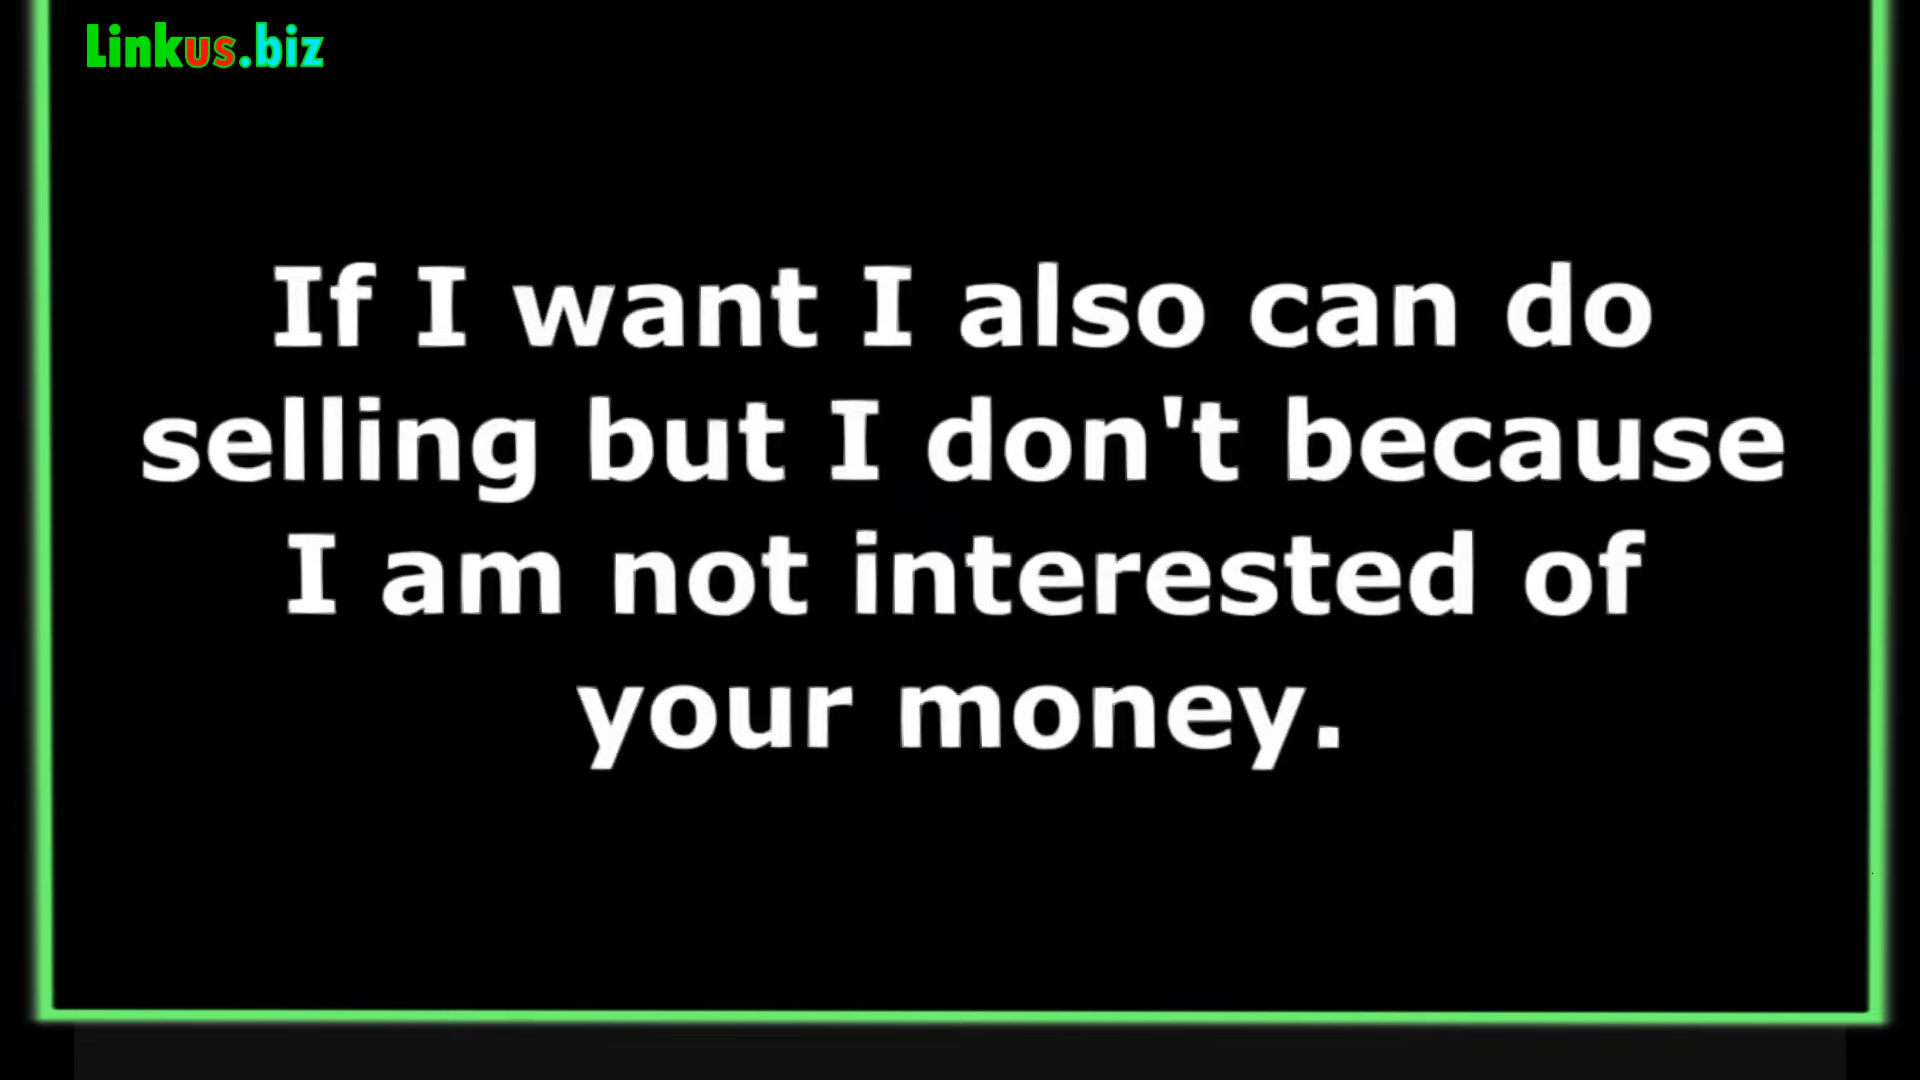 Linkus.biz
If I want I also can do
selling but I don't because
I am not interested of
your money.